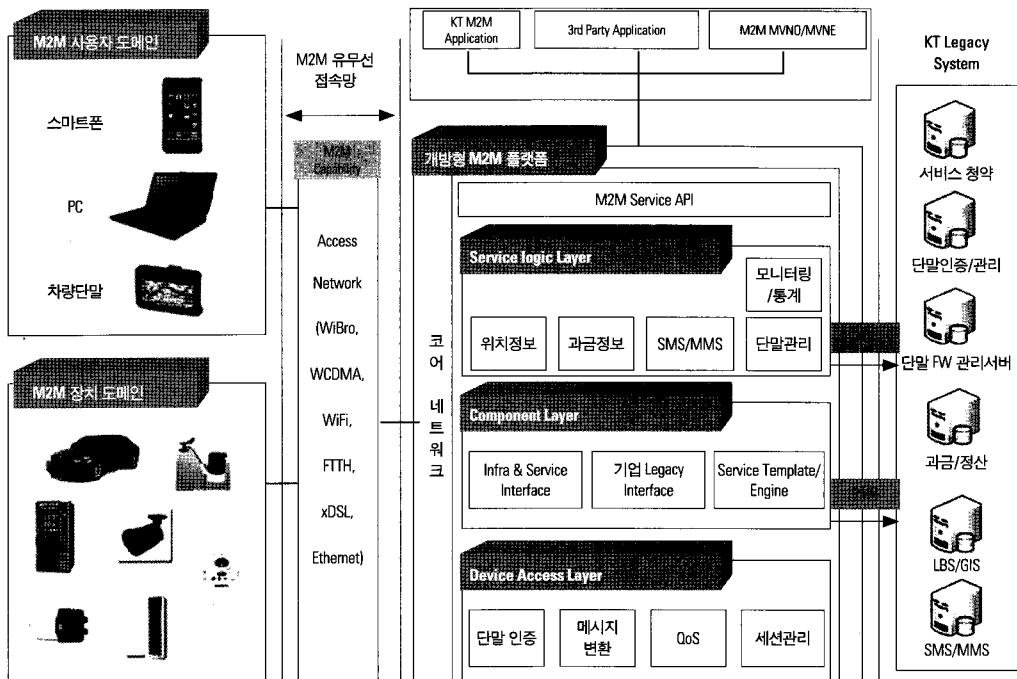 M2M 사용자 도메인
스마트폰
PC
차량단말
M2M 장치 도메인
M2M 유무선
접속망
M2M
Capability
Access
Network
(WiBro,
WCDMA,
WiFi,
FTTH,
xDSL,
Ethernet)
KT M2M
Application
3rd Party Application
M2M MVNO/MVNE
개방형 M2M 플랫폼
코
어
네
트
워
크
M2M Service API
Service logic Layer
모니터링
/통계
위치정보
과금정보
SMS/MMS
단말관리
Component Layer
Infra & Service
Interface
기업 Legacy
Interface
Service Template/
Engine
Device Access Layer
단말 인증
메시지
변환
QoS
세션관리
KT Legacy
System
서비스 청약
단말인증/관리
단말 FW 관리서버
과금/정산
LBS/GIS
SMS/MMS